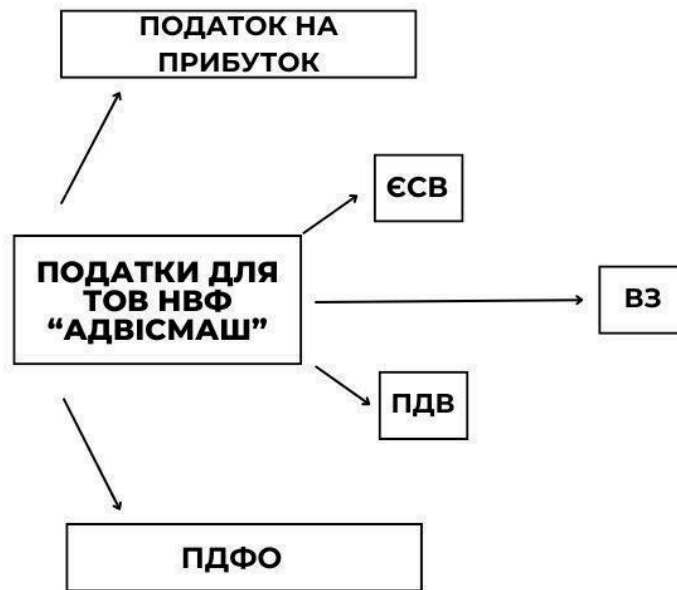 ПОДАТОК НА
ПРИБУТОК
ЄСВ
ПОДАТКИ ДЛЯ
ТОВ НВФ
“АДВІСМАШ”
ВЗ
ПДВ
ПДФО